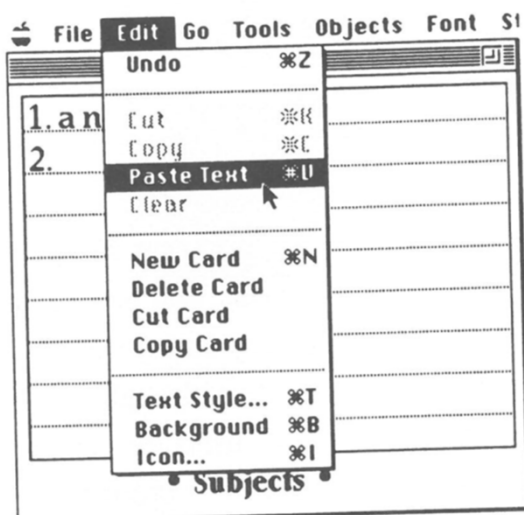 File Edit Go Tools Objects Font St
Undo ⌘Z
1. an
Cut ⌘X
Copy ⌘C
2.
Paste Text ⌘V
Clear
New Card ⌘N
Delete Card
Cut Card
Copy Card
Text Style... ⌘T
Background ⌘B
Icon... ⌘I
• Subjects •